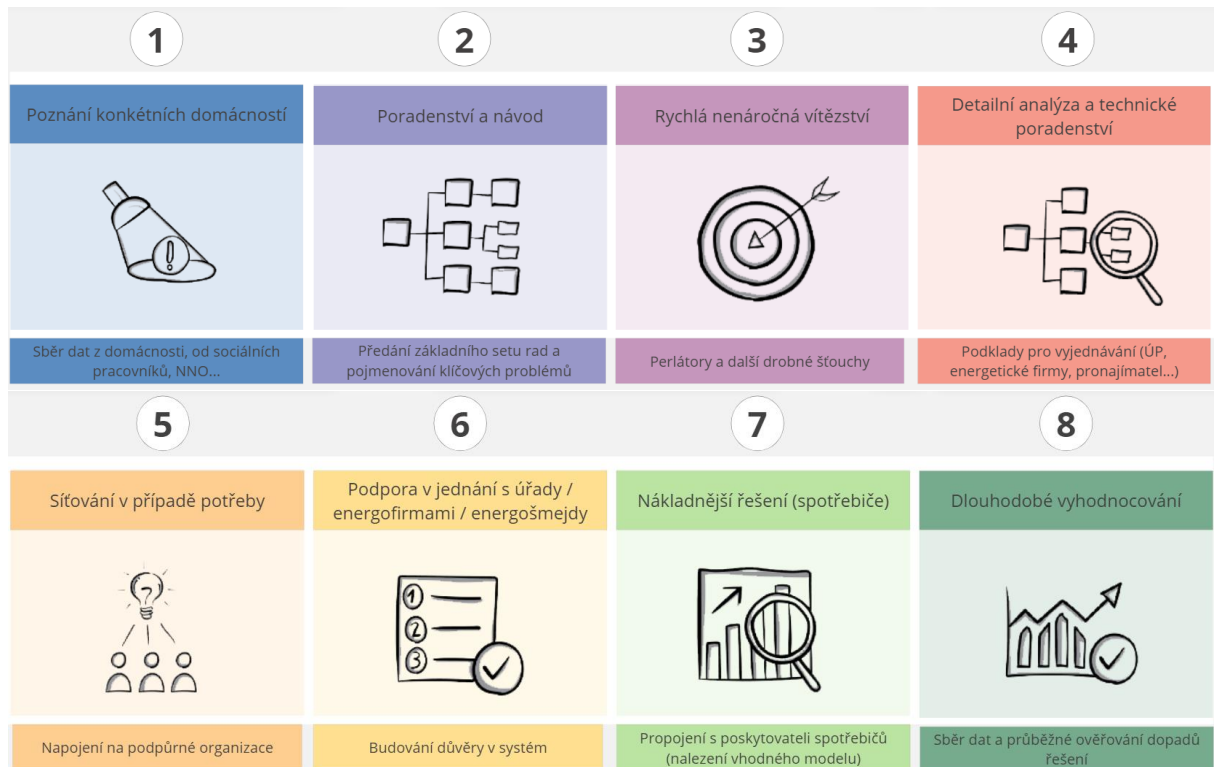 1
2
3
4
Poznání konkétních domácností
Poradenství a návod
Rychlá nenáročná vítězství
Detailní analýza a technické
poradenství
Sběr dat z domácnosti, od sociálních
pracovníků, NNO...
Předání základního setu rad a
pojmenování klíčových problémů
Perlátory a další drobné šťouchy
Podklady pro vyjednávání (ÚP,
energetické firmy, pronajímatel...)
5
6
7
8
Síťování v případě potřeby
Podpora v jednání s úřady /
energofirmami / energošmejdy
Nákladnější řešení (spotřebiče)
Dlouhodobé vyhodnocování
1
2
3
Napojení na podpůrné organizace
Budování důvěry v systém
Propojení s poskytovateli spotřebičů
(nalezení vhodného modelu)
Sběr dat a průběžné ověřování dopadů
řešení